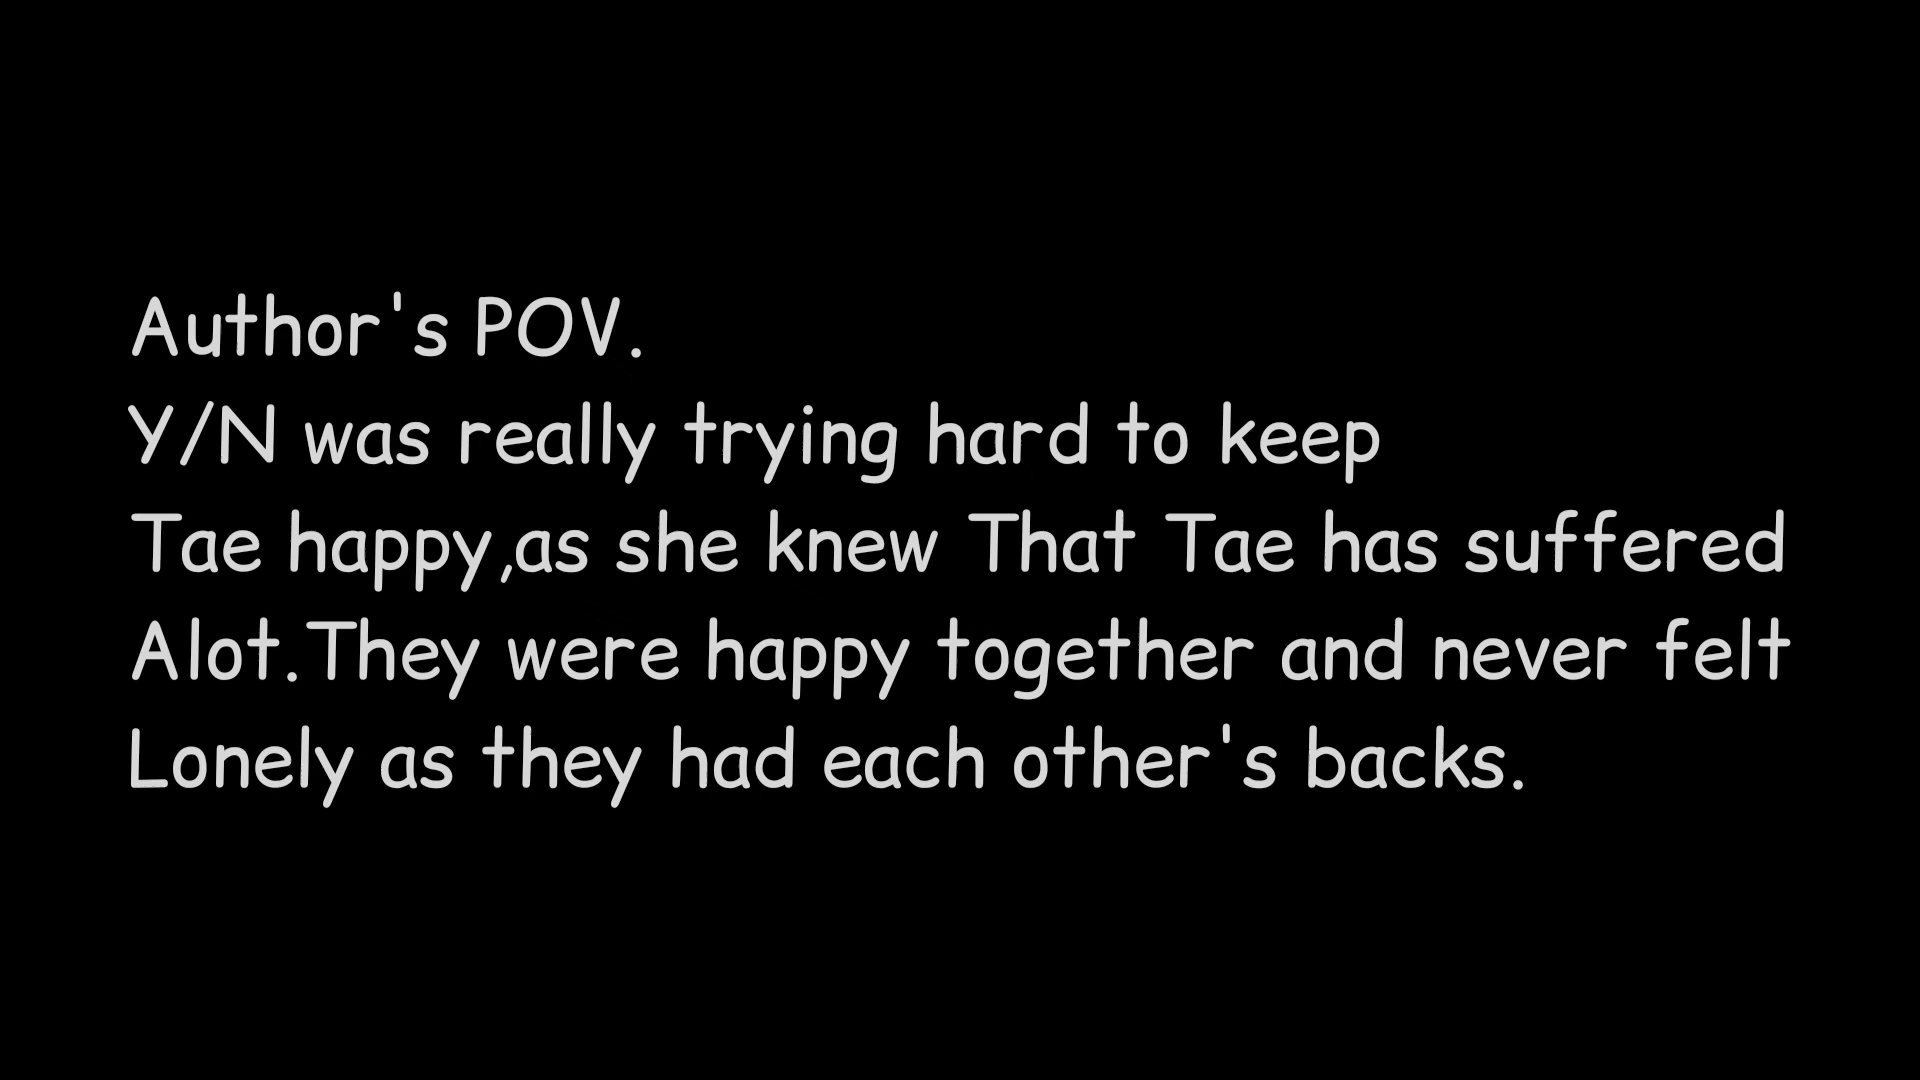 Author's POV.
Y/N was really trying hard to keep
Tae happy,as she knew That Tae has suffered
Alot.They were happy together and never felt
Lonely as they had each other's backs.